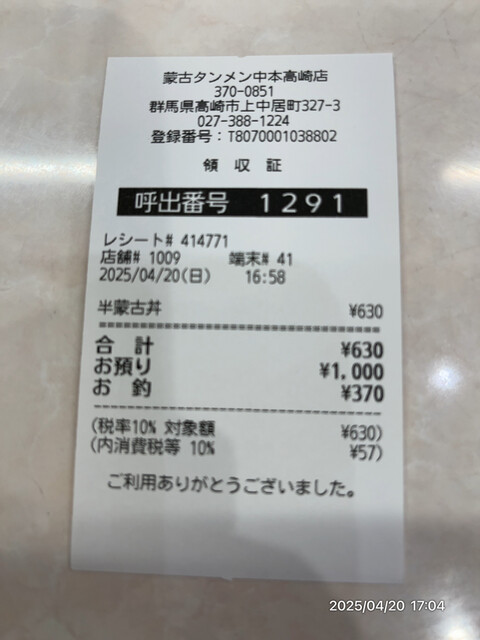 蒙古タンメン中本高崎店
370-0851
群馬県高崎市上中居町327-3
027-388-1224
登録番号：T8070001038802
領 収 証
呼出番号 1291
レシート# 414771
店舗# 1009 端末# 41
2025/04/20(日) 16:58
半蒙古丼 ¥630
合 計 ¥630
お預り ¥1,000
お 釣 ¥370
(税率10% 対象額 ¥630)
(内消費税等 10% ¥57)
ご利用ありがとうございました。
2025/04/20 17:04